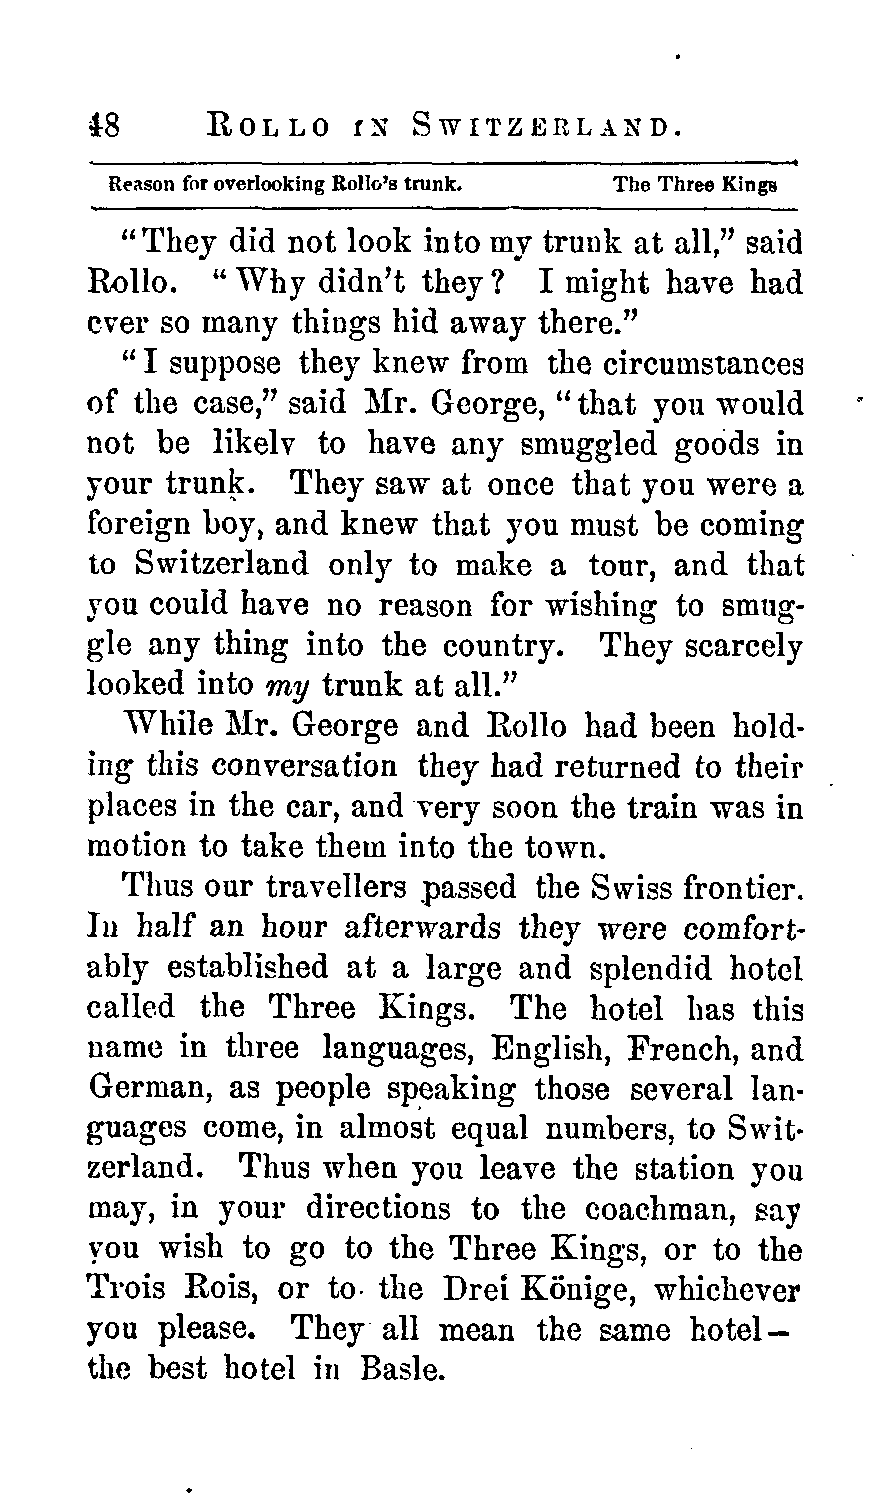 48 ROLLO IN SWITZERLAND.
Reason for overlooking Rollo's trunk. The Three Kings
"They did not look into my trunk at all," said
Rollo. "Why didn't they? I might have had
ever so many things hid away there."
"I suppose they knew from the circumstances
of the case," said Mr. George, "that you would
not be likely to have any smuggled goods in
your trunk. They saw at once that you were a
foreign boy, and knew that you must be coming
to Switzerland only to make a tour, and that
you could have no reason for wishing to smug-
gle any thing into the country. They scarcely
looked into my trunk at all."
While Mr. George and Rollo had been hold-
ing this conversation they had returned to their
places in the car, and very soon the train was in
motion to take them into the town.
Thus our travellers passed the Swiss frontier.
In half an hour afterwards they were comfort-
ably established at a large and splendid hotel
called the Three Kings. The hotel has this
name in three languages, English, French, and
German, as people speaking those several lan-
guages come, in almost equal numbers, to Swit-
zerland. Thus when you leave the station you
may, in your directions to the coachman, say
you wish to go to the Three Kings, or to the
Trois Rois, or to the Drei Könige, whichever
you please. They all mean the same hotel—
the best hotel in Basle.